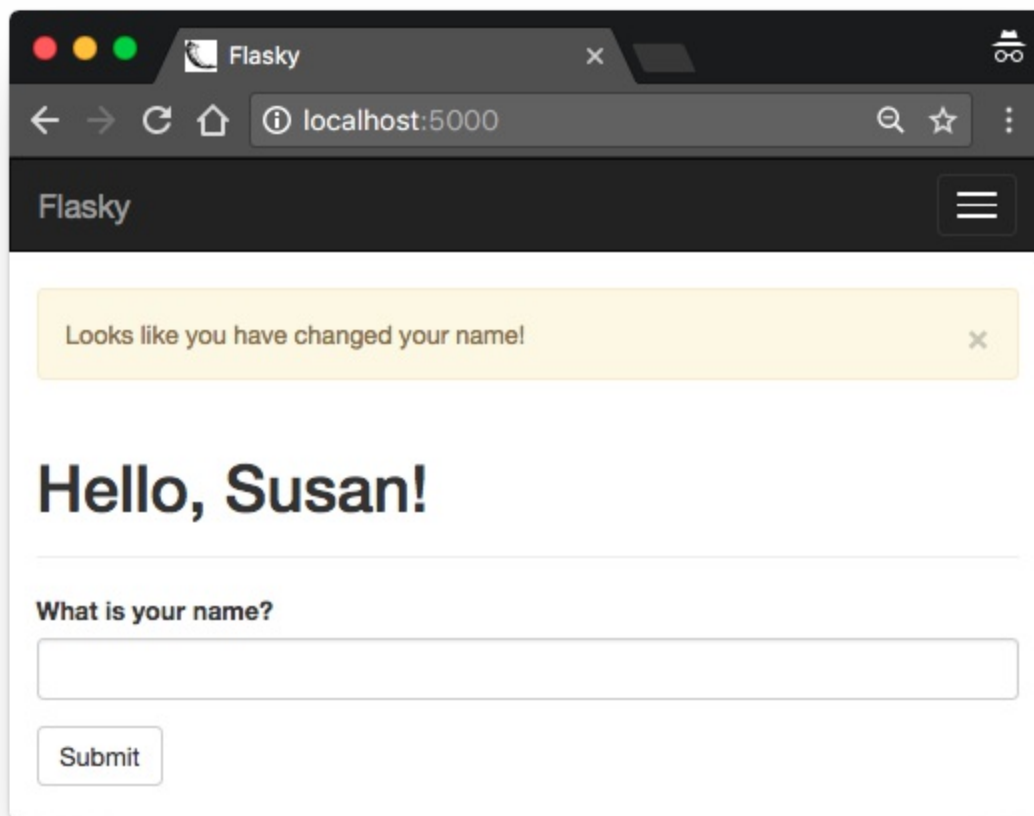 Flasky
localhost:5000
Flasky
Looks like you have changed your name!
Hello, Susan!
What is your name?
Submit